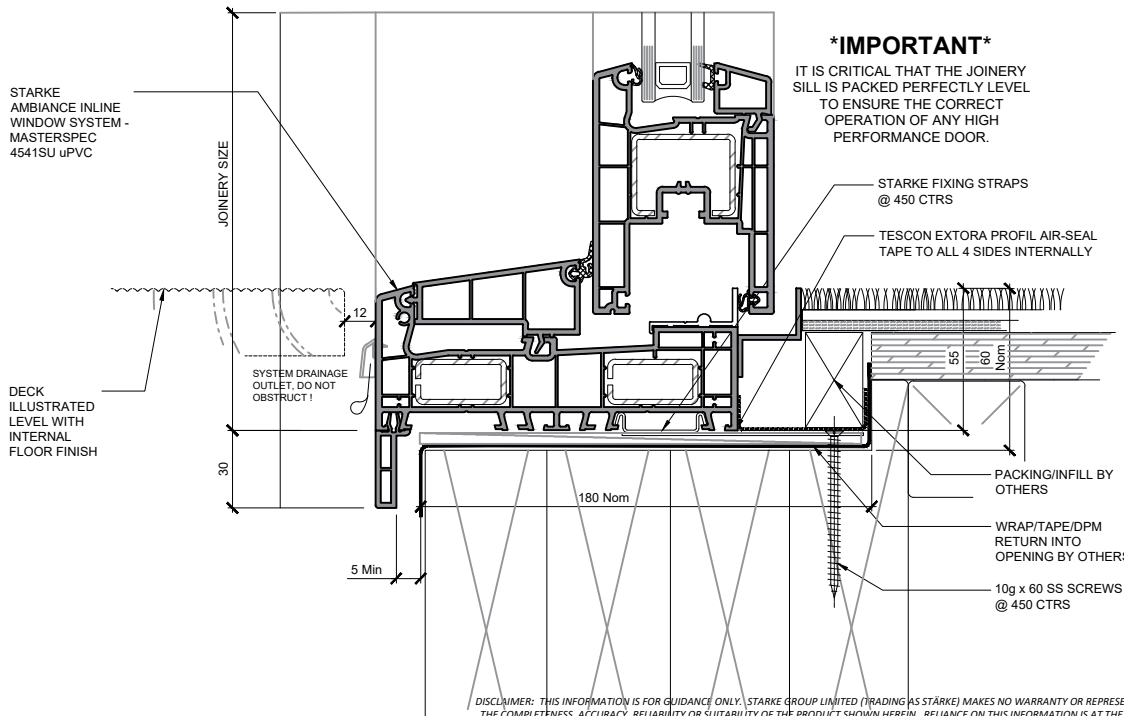 *IMPORTANT*
IT IS CRITICAL THAT THE JOINERY
SILL IS PACKED PERFECTLY LEVEL
TO ENSURE THE CORRECT
OPERATION OF ANY HIGH
PERFORMANCE DOOR.
STARKE
AMBIANCE INLINE
WINDOW SYSTEM -
MASTERSPEC
4541SU uPVC
JOINERY SIZE
STARKE FIXING STRAPS
@ 450 CTRS
TESCON EXTORA PROFIL AIR-SEAL
TAPE TO ALL 4 SIDES INTERNALLY
12
SYSTEM DRAINAGE
OUTLET, DO NOT
OBSTRUCT !
DECK
ILLUSTRATED
LEVEL WITH
INTERNAL
FLOOR FINISH
55
60
Nom
30
180 Nom
5 Min
PACKING/INFILL BY
OTHERS
WRAP/TAPE/DPM
RETURN INTO
OPENING BY OTHERS
10g x 60 SS SCREWS
@ 450 CTRS
DISCLAIMER: THIS INFORMATION IS FOR GUIDANCE ONLY. STARKE GROUP LIMITED (TRADING AS STÄRKE) MAKES NO WARRANTY OR REPRESE
THE COMPLETENESS, ACCURACY, RELIABILITY OR SUITABILITY OF THE PRODUCT SHOWN HEREIN. RELIANCE ON THIS INFORMATION IS AT THE